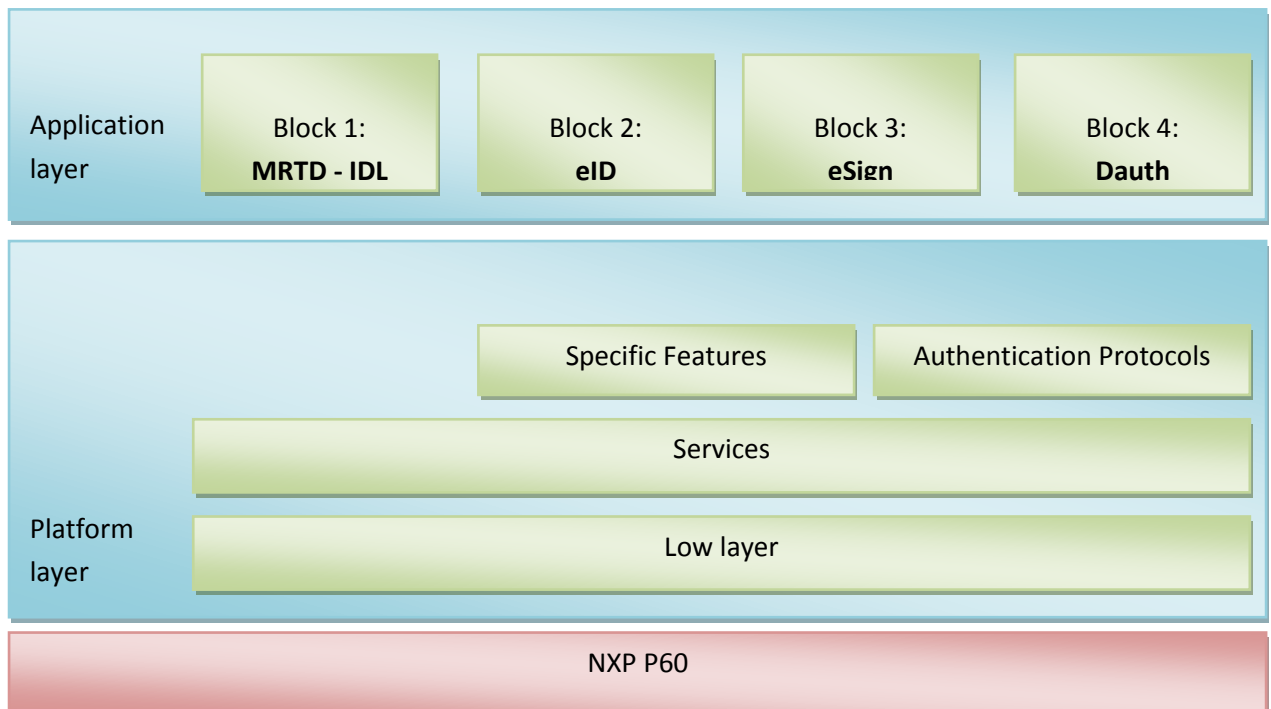 Application
layer
Block 1:
MRTD - IDL
Block 2:
eID
Block 3:
eSign
Block 4:
Dauth
Specific Features
Authentication Protocols
Services
Platform
layer
Low layer
NXP P60